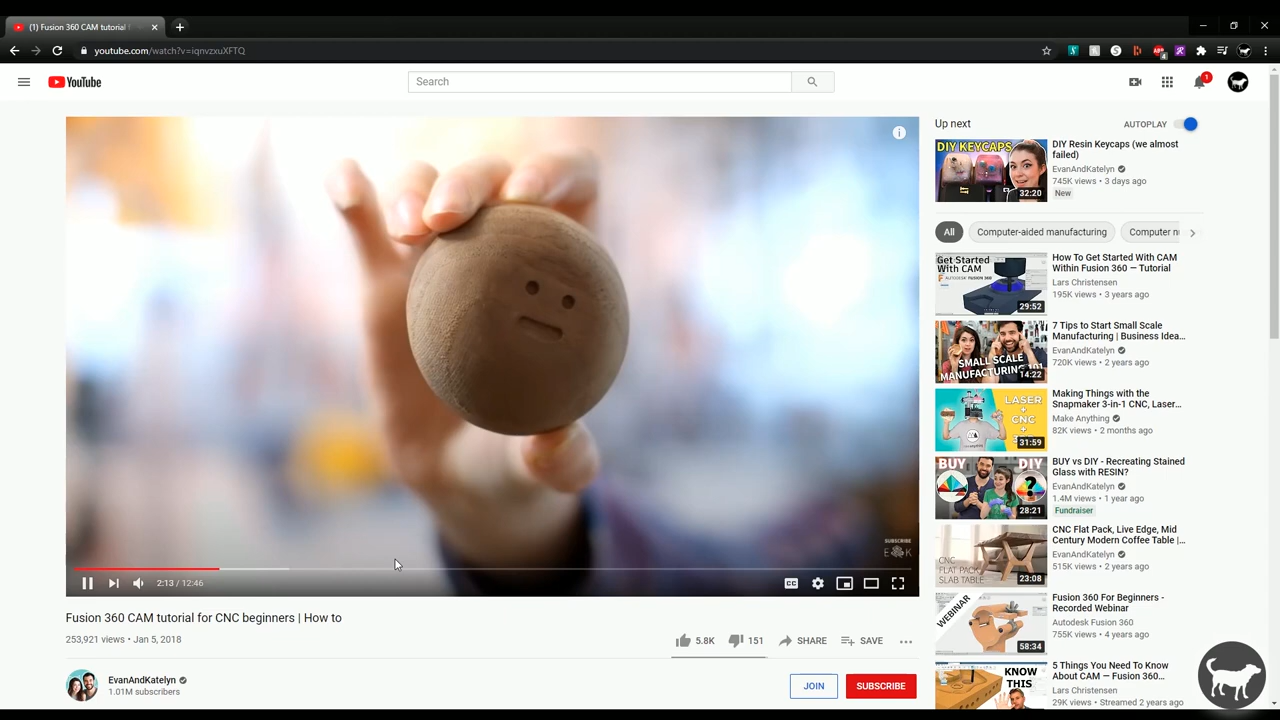 (1) Fusion 360 CAM tutorial
youtube.com/watch?v=iqnvzxuXFTQ
YouTube
Search
1
Up next
AUTOPLAY
DIY KEYCAPS
32:20
DIY Resin Keycaps (we almost
failed)
EvanAndKatelyn
745K views • 3 days ago
New
All
Computer-aided manufacturing
Computer
Get Started
With CAM
AUTODESK FUSION 360
29:52
How To Get Started With CAM
Within Fusion 360 — Tutorial
Lars Christensen
195K views • 3 years ago
SMALL SCALE
MANUFACTURING 101
14:22
7 Tips to Start Small Scale
Manufacturing | Business Idea...
EvanAndKatelyn
720K views • 2 years ago
LASER
+
CNC
+
31:59
Making Things with the
Snapmaker 3-in-1 CNC, Laser...
Make Anything
82K views • 2 months ago
BUY
DIY
?
28:21
BUY vs DIY - Recreating Stained
Glass with RESIN?
EvanAndKatelyn
1.4M views • 1 year ago
Fundraiser
CNC
FLAT PACK
SLAB TABLE
23:08
CNC Flat Pack, Live Edge, Mid
Century Modern Coffee Table |...
EvanAndKatelyn
515K views • 2 years ago
WEBINAR
58:34
Fusion 360 For Beginners -
Recorded Webinar
Autodesk Fusion 360
755K views • 4 years ago
KNOW
THIS
5 Things You Need To Know
About CAM — Fusion 360...
Lars Christensen
29K views • Streamed 2 years ago
SUBSCRIBE
E K
2:13 / 12:46
CC
Fusion 360 CAM tutorial for CNC beginners | How to
253,921 views • Jan 5, 2018
5.8K
151
SHARE
SAVE
EvanAndKatelyn
1.01M subscribers
JOIN
SUBSCRIBE